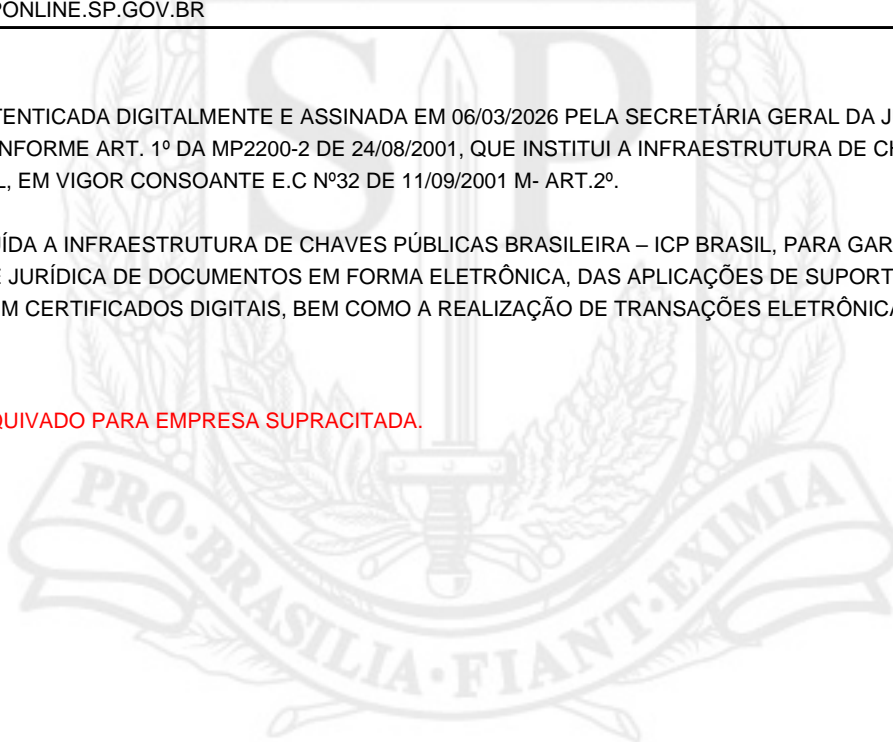 PONLINE.SP.GOV.BR
TENTICADA DIGITALMENTE E ASSINADA EM 06/03/2026 PELA SECRETÁRIA GERAL DA J
NFORME ART. 1º DA MP2200-2 DE 24/08/2001, QUE INSTITUI A INFRAESTRUTURA DE CH
L, EM VIGOR CONSOANTE E.C Nº32 DE 11/09/2001 M- ART.2º.
UÍDA A INFRAESTRUTURA DE CHAVES PÚBLICAS BRASILEIRA – ICP BRASIL, PARA GAR
E JURÍDICA DE DOCUMENTOS EM FORMA ELETRÔNICA, DAS APLICAÇÕES DE SUPORT
M CERTIFICADOS DIGITAIS, BEM COMO A REALIZAÇÃO DE TRANSAÇÕES ELETRÔNICA
QUIVADO PARA EMPRESA SUPRACITADA.
SP
PRO·BRASILIA·FIANT·EXIMIA